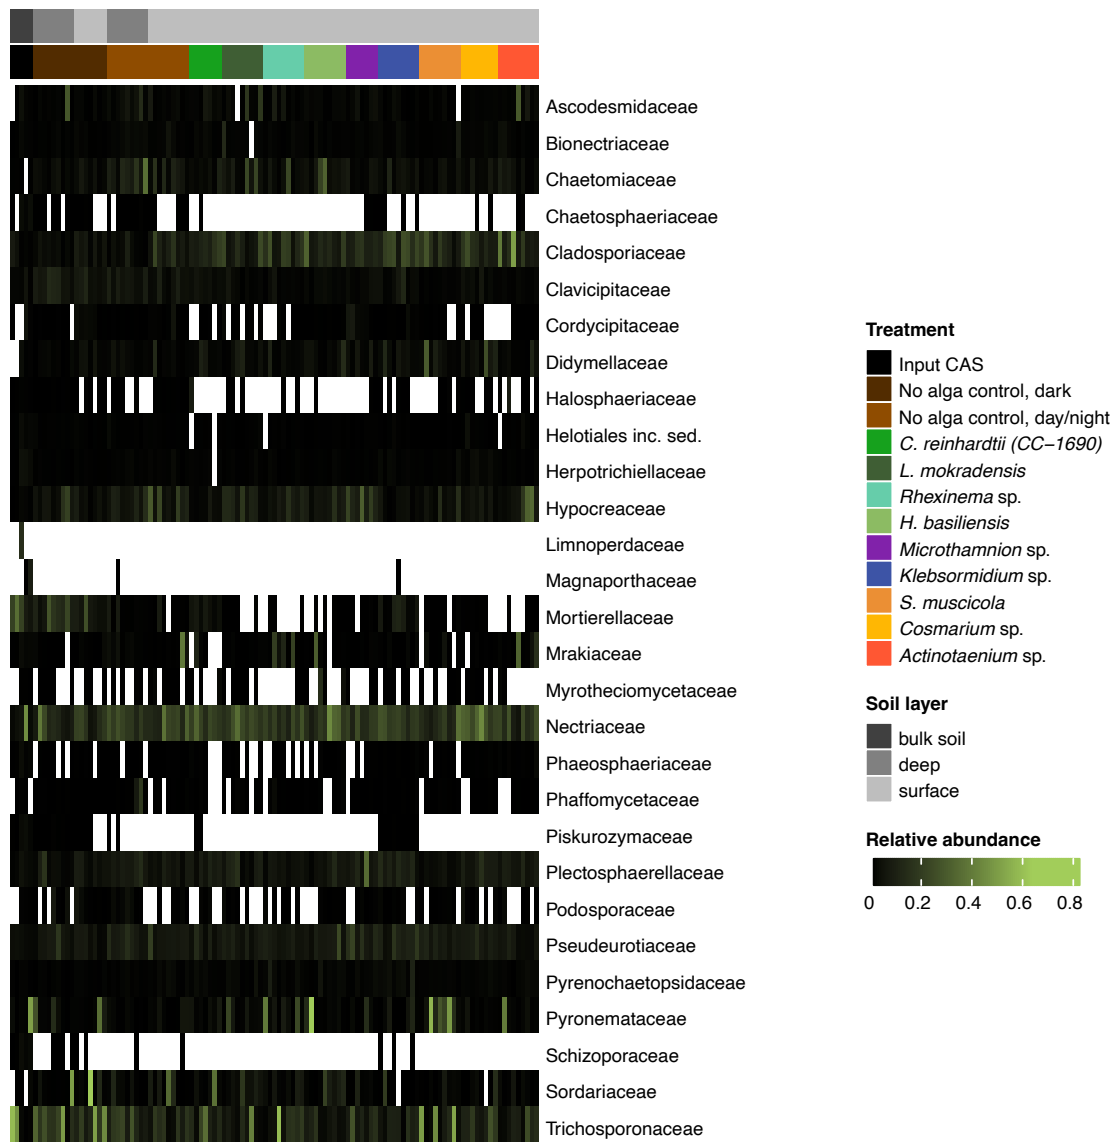 Ascodesmidaceae
Bionectriaceae
Chaetomiaceae
Chaetosphaeriaceae
Cladosporiaceae
Clavicipitaceae
Cordycipitaceae
Didymellaceae
Halosphaeriaceae
Helotiales inc. sed.
Herpotrichiellaceae
Hypocreaceae
Limnoperdaceae
Magnaporthaceae
Mortierellaceae
Mrakiaceae
Myrotheciomycetaceae
Nectriaceae
Phaeosphaeriaceae
Phaffomycetaceae
Piskurozymaceae
Plectosphaerellaceae
Podosporaceae
Pseudeurotiaceae
Pyrenochaetopsidaceae
Pyronemataceae
Schizoporaceae
Sordariaceae
Trichosporonaceae
Treatment
Input CAS
No alga control, dark
No alga control, day/night
C. reinhardtii (CC−1690)
L. mokradensis
Rhexinema sp.
H. basiliensis
Microthamnion sp.
Klebsormidium sp.
S. muscicola
Cosmarium sp.
Actinotaenium sp.
Soil layer
bulk soil
deep
surface
Relative abundance
0 0.2 0.4 0.6 0.8